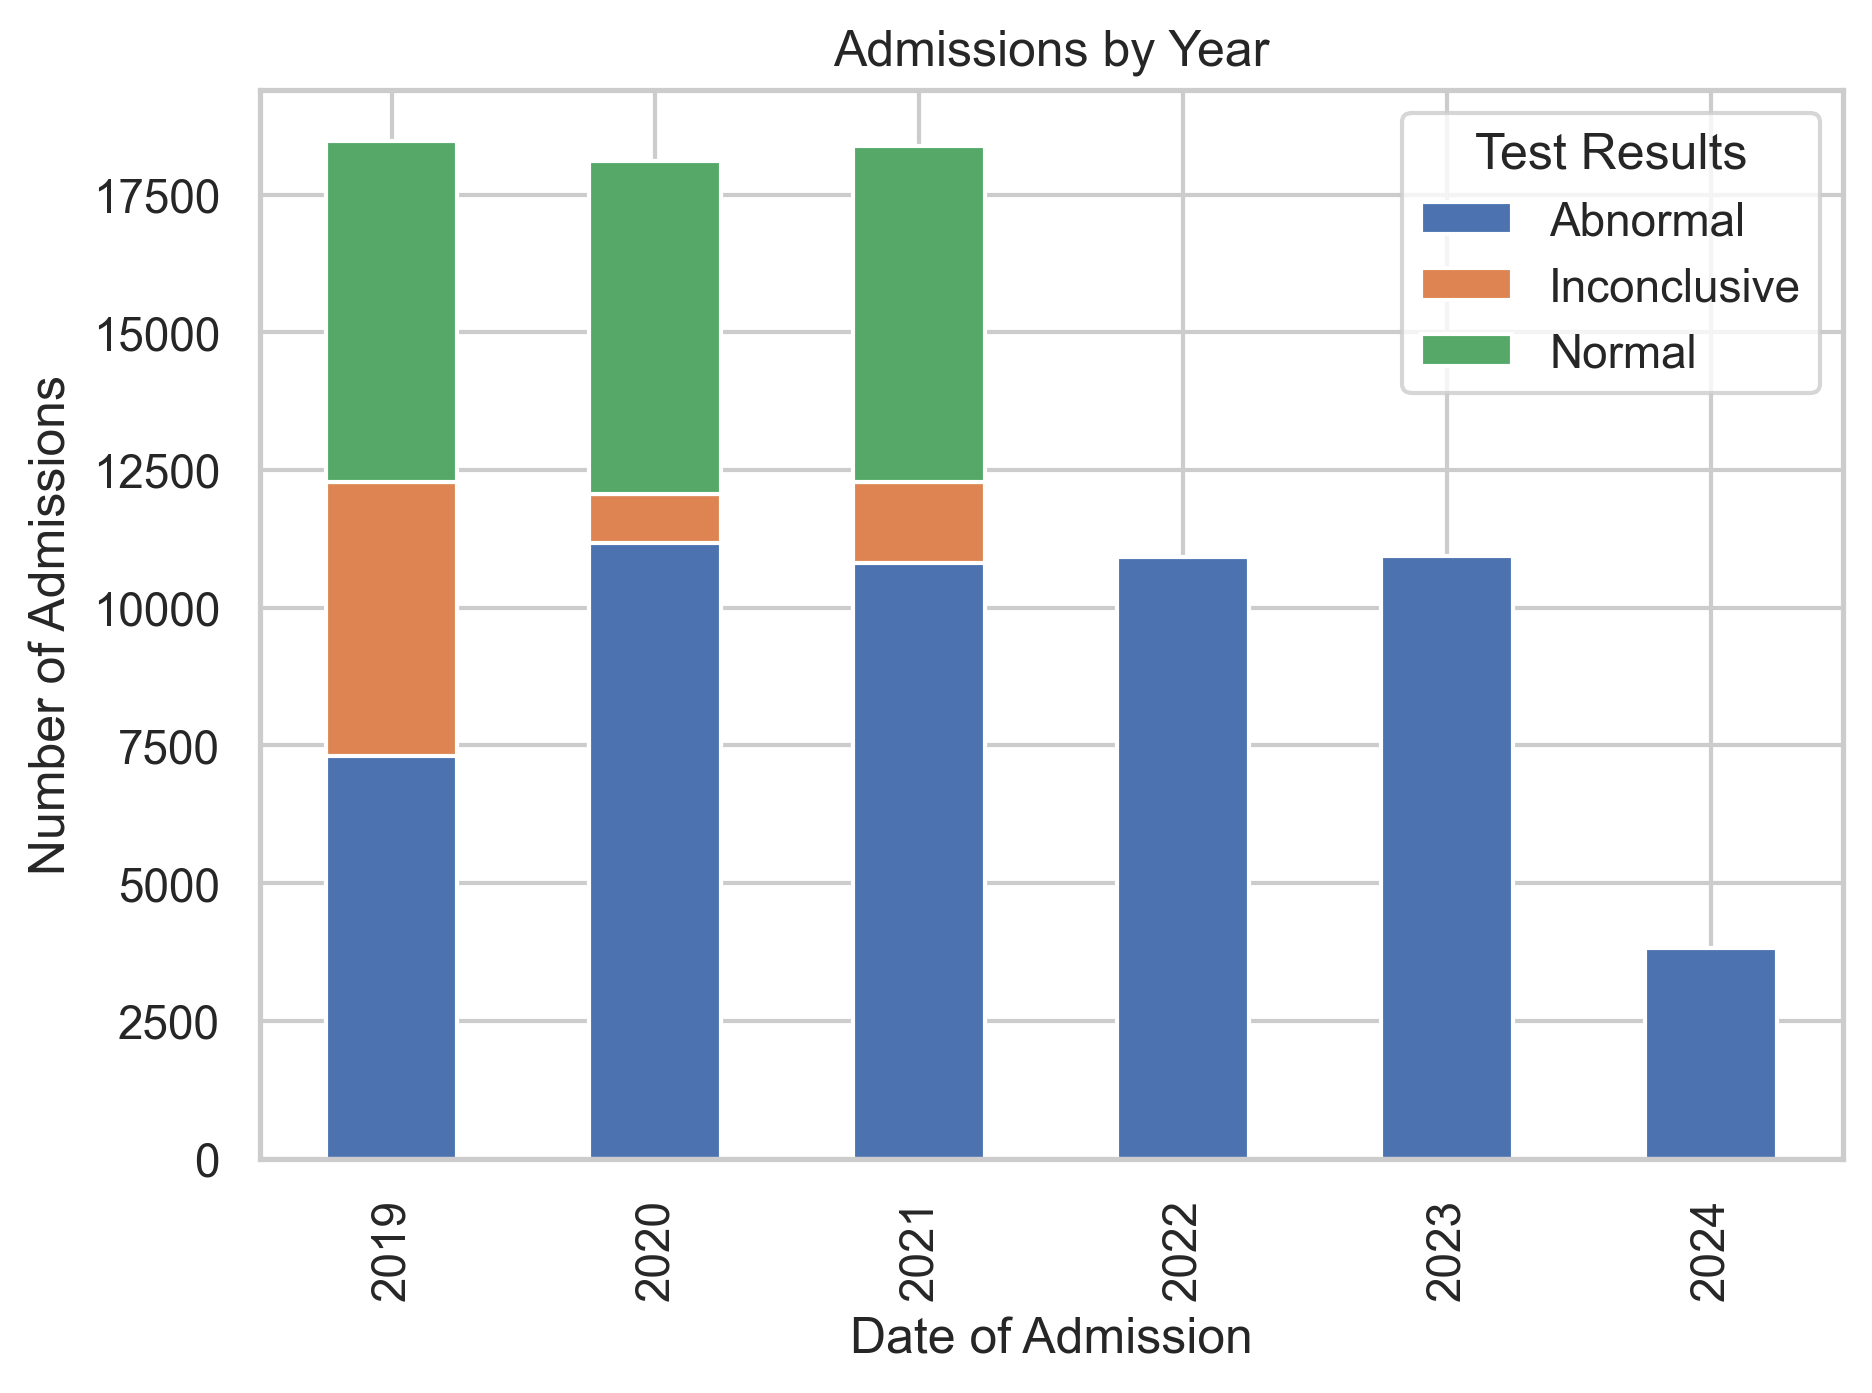 Admissions by Year
Number of Admissions
17500
15000
12500
10000
7500
5000
2500
0
Test Results
Abnormal
Inconclusive
Normal
2019
2020
2021
2022
2023
2024
Date of Admission